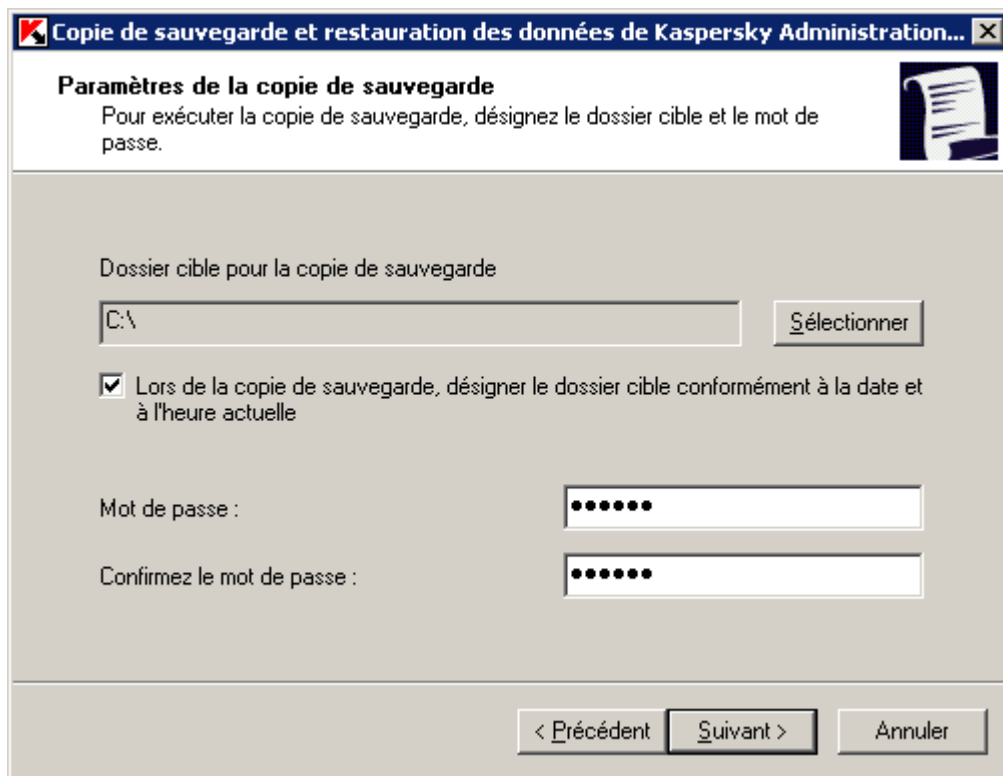 Copie de sauvegarde et restauration des données de Kaspersky Administration...
Paramètres de la copie de sauvegarde
Pour exécuter la copie de sauvegarde, désignez le dossier cible et le mot de
passe.
Dossier cible pour la copie de sauvegarde
C:\
Sélectionner
Lors de la copie de sauvegarde, désigner le dossier cible conformément à la date et
à l'heure actuelle
Mot de passe :
••••••
Confirmez le mot de passe :
••••••
< Précédent
Suivant >
Annuler